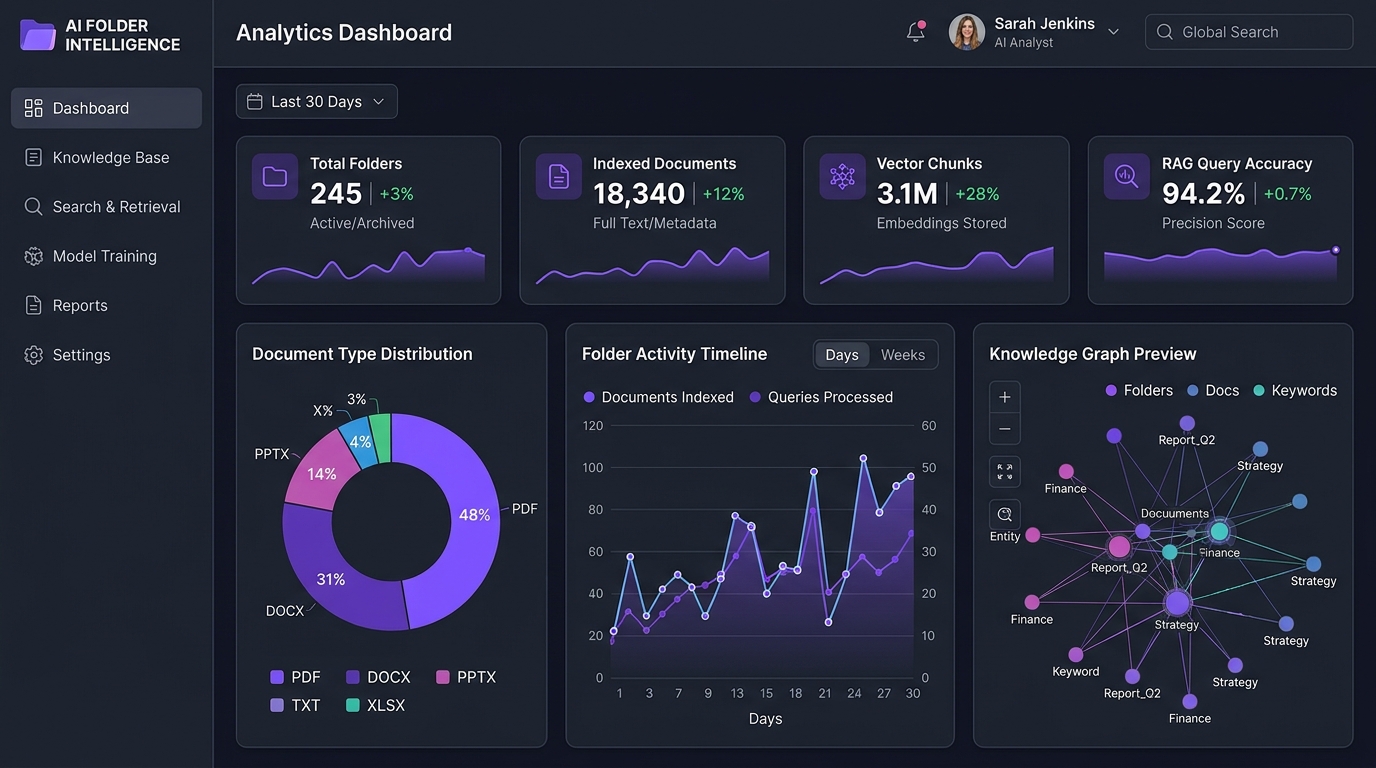 AI FOLDER
INTELLIGENCE
Dashboard
Knowledge Base
Search & Retrieval
Model Training
Reports
Settings
Analytics Dashboard
Sarah Jenkins
AI Analyst
Global Search
Last 30 Days
Total Folders
245 | +3%
Active/Archived
Indexed Documents
18,340 | +12%
Full Text/Metadata
Vector Chunks
3.1M | +28%
Embeddings Stored
RAG Query Accuracy
94.2% | +0.7%
Precision Score
Document Type Distribution
3%
X%
4%
PPTX
14%
48%
PDF
31%
DOCX
PDF
DOCX
PPTX
TXT
XLSX
Folder Activity Timeline
Days
Weeks
Documents Indexed
Queries Processed
120
60
100
50
80
40
60
30
40
20
20
10
0
0
1 3 7 9 13 15 18 21 24 27 30
Days
Knowledge Graph Preview
Folders
Docs
Keywords
+
−
Report_Q2
Strategy
Finance
Docuuments
Entity
Finance
Report_Q2
Strategy
Finance
Strategy
Strategy
Keyword
Strategy
Report_Q2
Finance